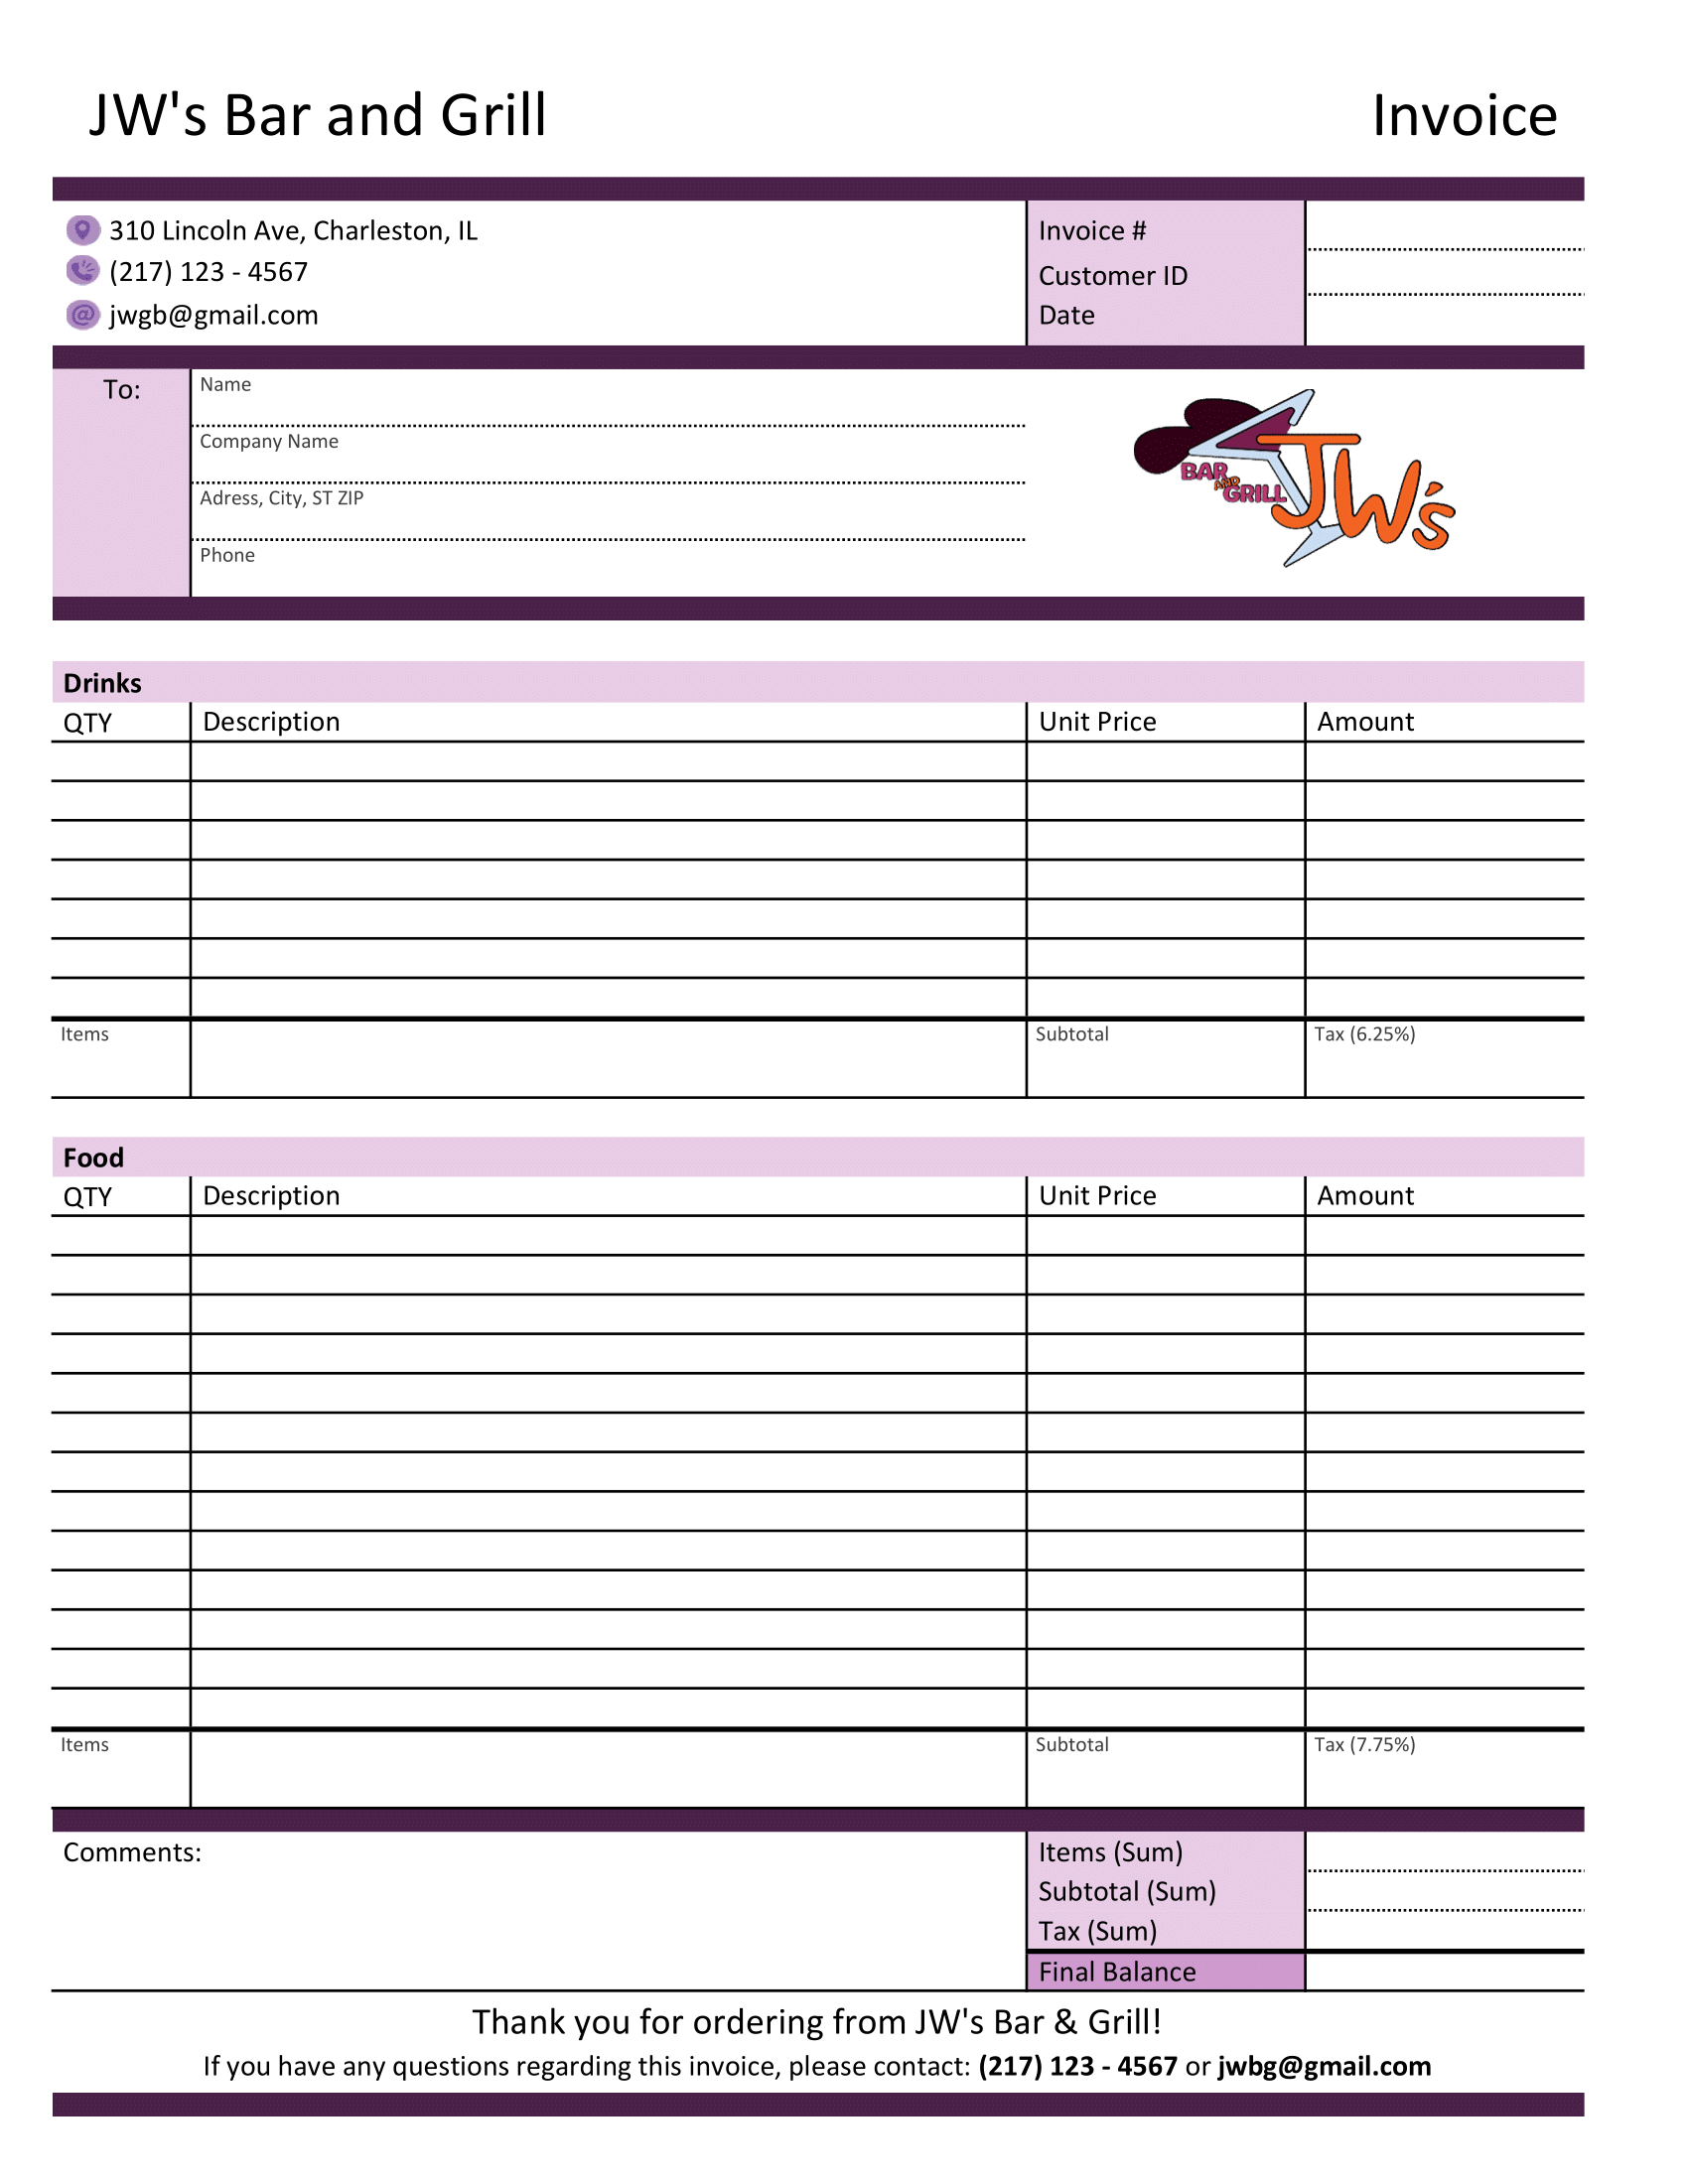 JW's Bar and Grill Invoice
310 Lincoln Ave, Charleston, IL
(217) 123 - 4567
jwgb@gmail.com
Invoice #
Customer ID
Date
To:
Name
Company Name
Adress, City, ST ZIP
Phone
BAR
AND
GRILL
JW's
Drinks
QTY Description Unit Price Amount
Items Subtotal Tax (6.25%)
Food
QTY Description Unit Price Amount
Items Subtotal Tax (7.75%)
Comments:
Items (Sum)
Subtotal (Sum)
Tax (Sum)
Final Balance
Thank you for ordering from JW's Bar & Grill!
If you have any questions regarding this invoice, please contact: (217) 123 - 4567 or jwbg@gmail.com